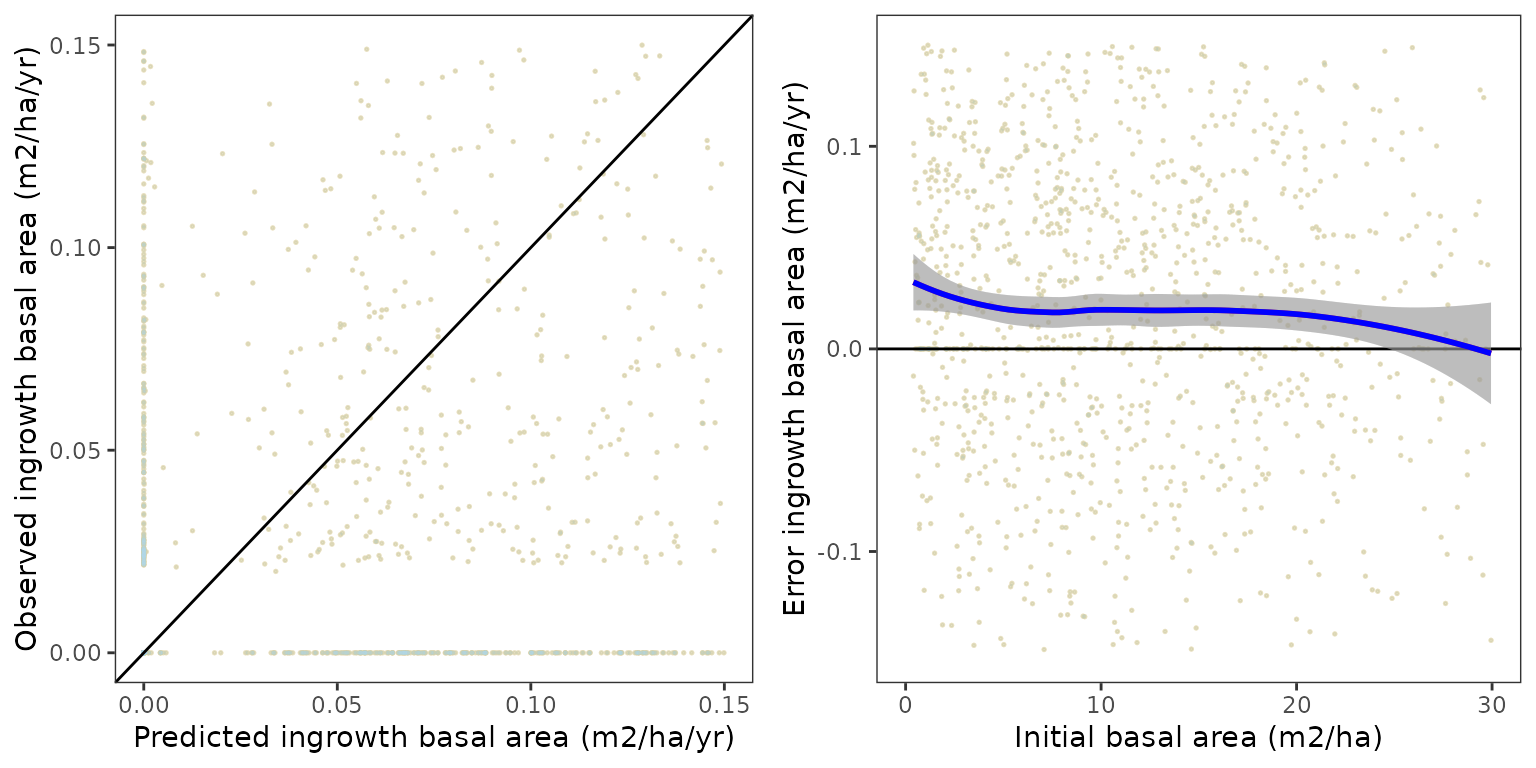 Observed ingrowth basal area (m2/ha/yr)
0.15
0.10
0.05
0.00
0.00 0.05 0.10 0.15
Predicted ingrowth basal area (m2/ha/yr)
Error ingrowth basal area (m2/ha/yr)
0.1
0.0
-0.1
0 10 20 30
Initial basal area (m2/ha)